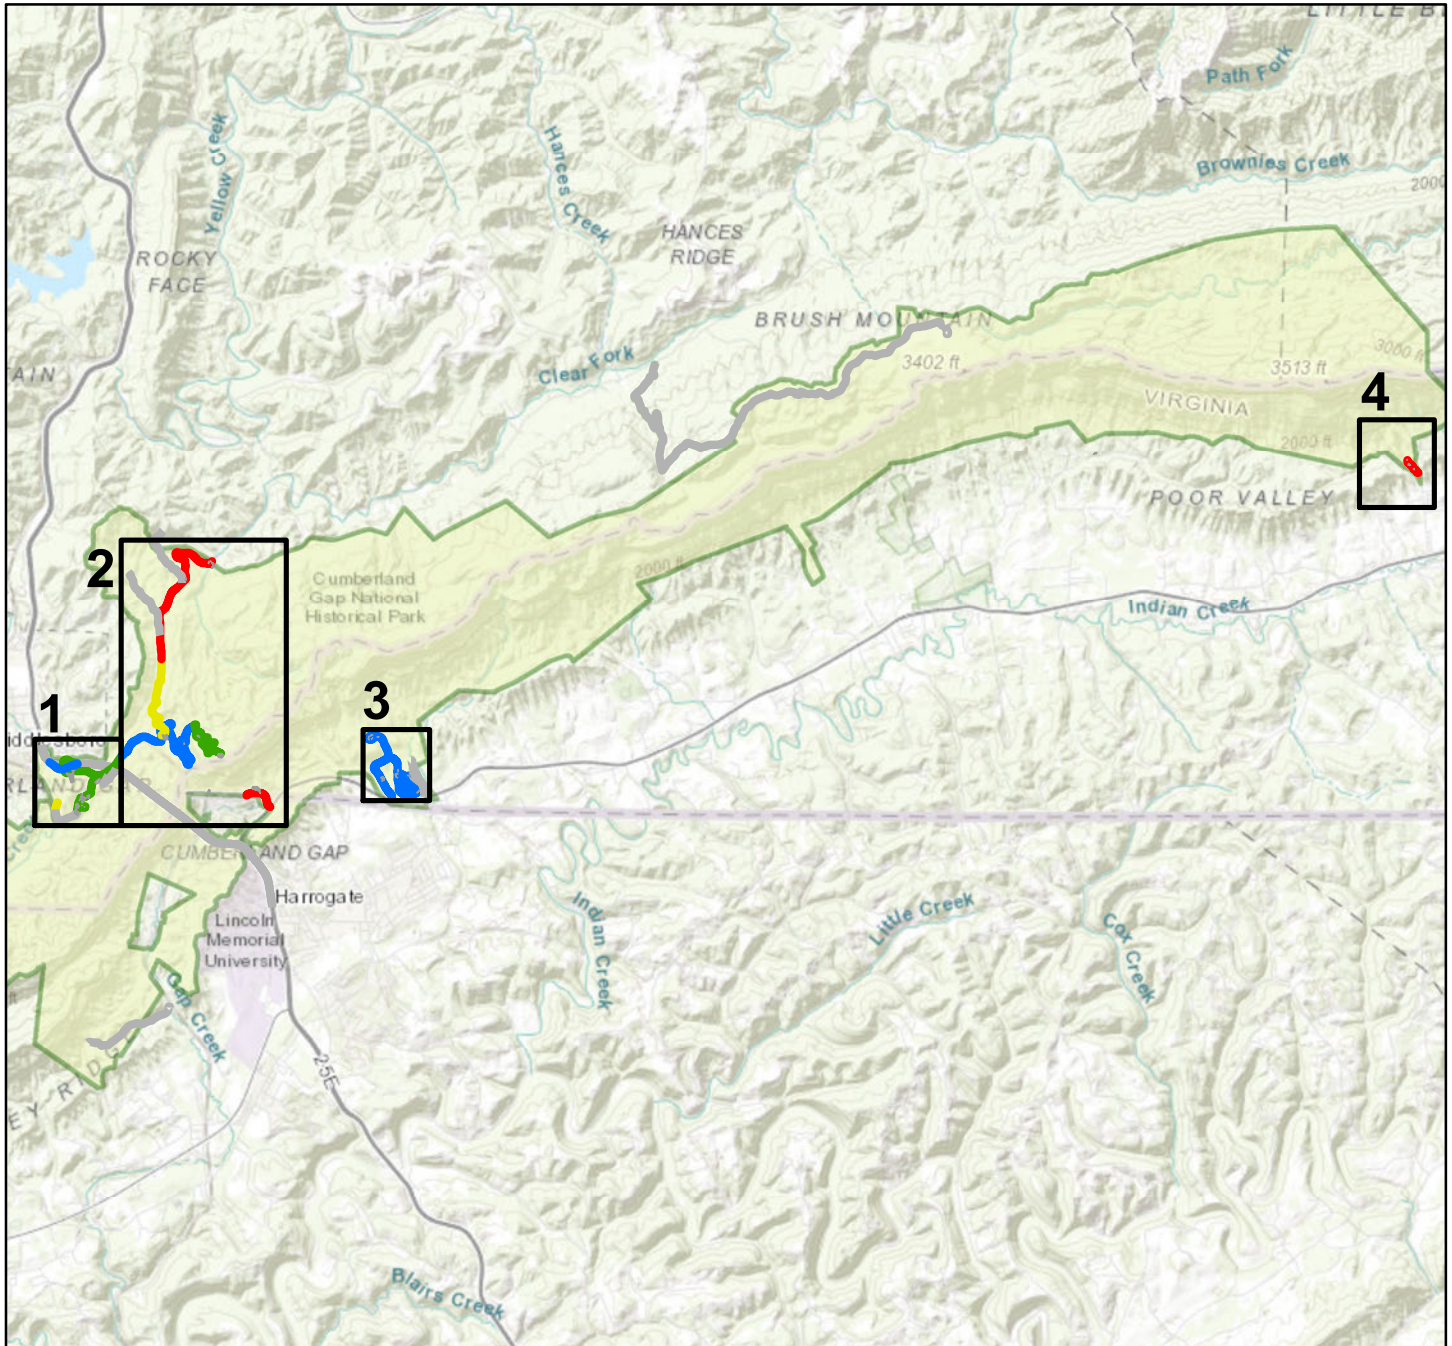 Path Fork
Brownies Creek
2000
Yellow Creek
Hances Creek
HANCES
RIDGE
ROCKY
FACE
BRUSH MOUNTAIN
3402 ft
Clear Fork
3000 ft
3513 ft
TAIN
VIRGINIA
4
2000 ft
POOR VALLEY
2
2000 ft
Cumberland
Gap National
Historical Park
Indian Creek
1
3
CUMBERLAND GAP
Harrogate
Lincoln
Memorial
University
Indian Creek
Little Creek
Cox Creek
Gap Creek
25E
EY RIDG
Blairs Creek